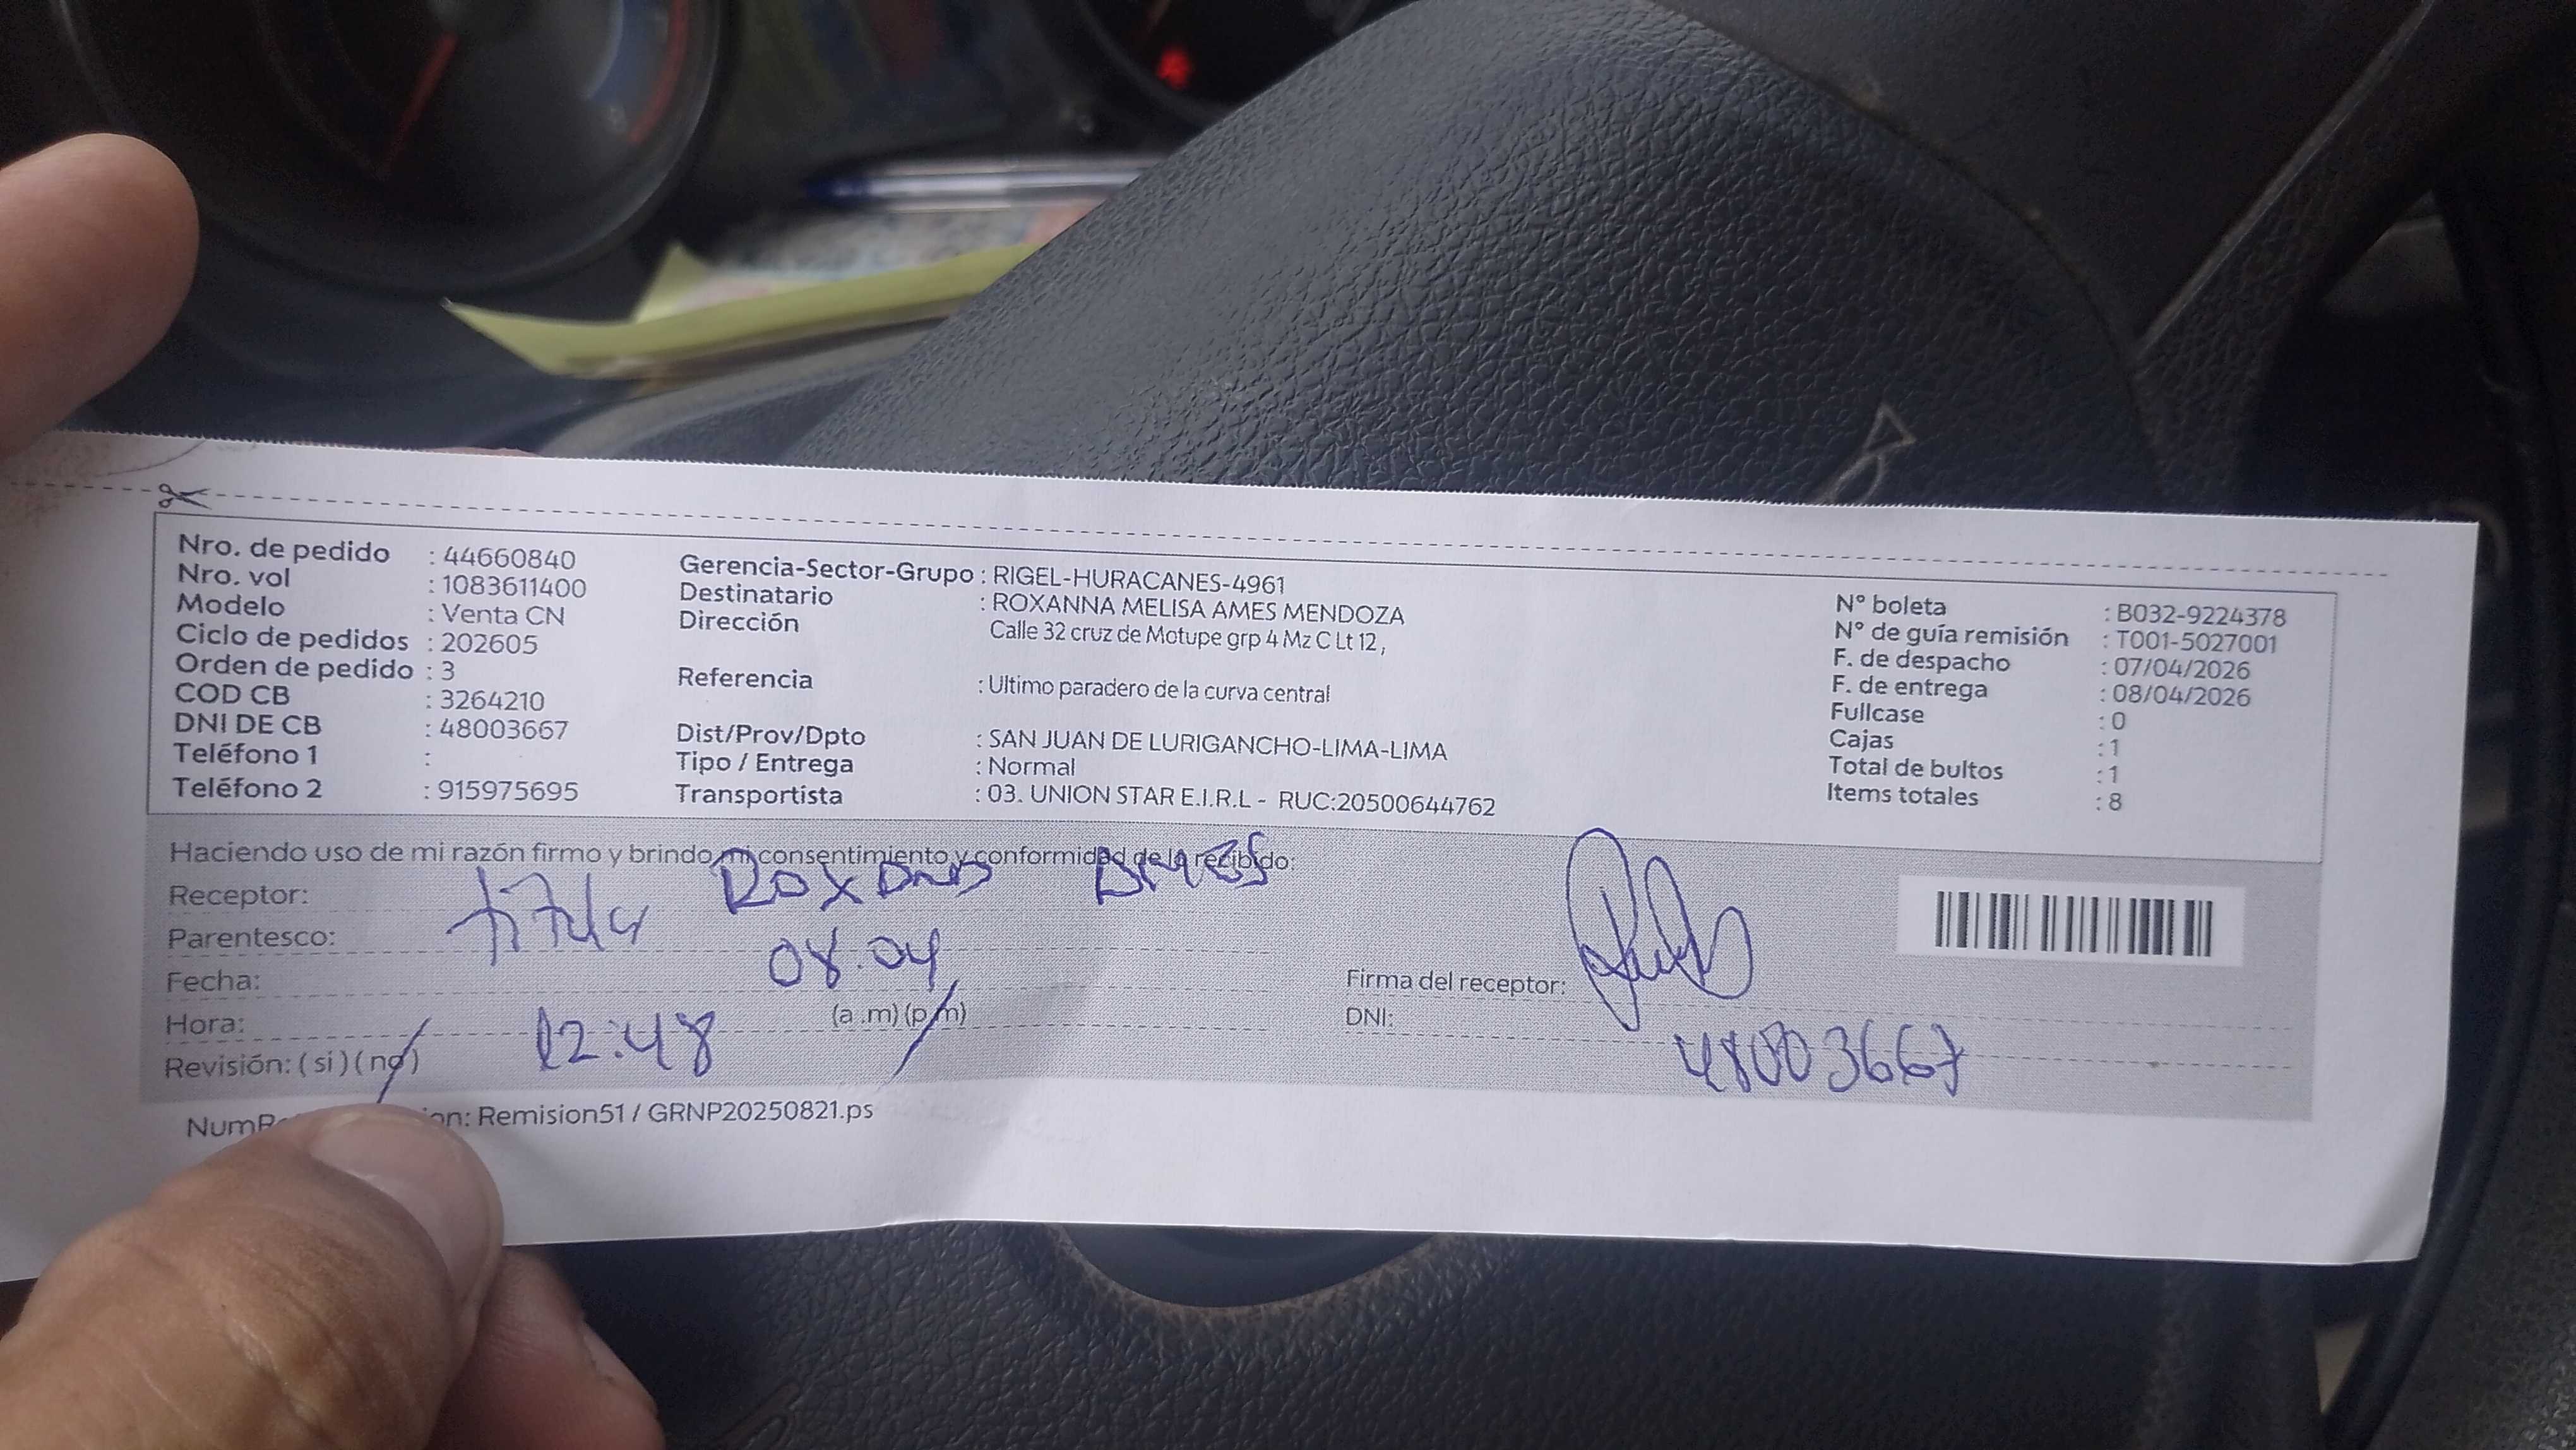 Nro. de pedido : 44660840
Nro. vol : 1083611400
Modelo : Venta CN
Ciclo de pedidos : 202605
Orden de pedido : 3
COD CB : 3264210
DNI DE CB : 48003667
Teléfono 1 :
Teléfono 2 : 915975695
Gerencia-Sector-Grupo : RIGEL-HURACANES-4961
Destinatario : ROXANNA MELISA AMES MENDOZA
Dirección Calle 32 cruz de Motupe grp 4 Mz C Lt 12 ,
Referencia : Ultimo paradero de la curva central
Dist/Prov/Dpto : SAN JUAN DE LURIGANCHO-LIMA-LIMA
Tipo / Entrega : Normal
Transportista : 03. UNION STAR E.I.R.L - RUC:20500644762
N° boleta : B032-9224378
N° de guía remisión : T001-5027001
F. de despacho : 07/04/2026
F. de entrega : 08/04/2026
Fullcase : 0
Cajas : 1
Total de bultos : 1
Items totales : 8
Haciendo uso de mi razón firmo y brindo mi consentimiento y conformidad de lo recibido:
Receptor: Roxana Ames
Parentesco: titular
Fecha: 08.04
Hora: 12:48 (a .m) (p.m)
Revisión: ( si ) ( no )
Firma del receptor:
DNI: 48003667
on: Remision51 / GRNP20250821.ps